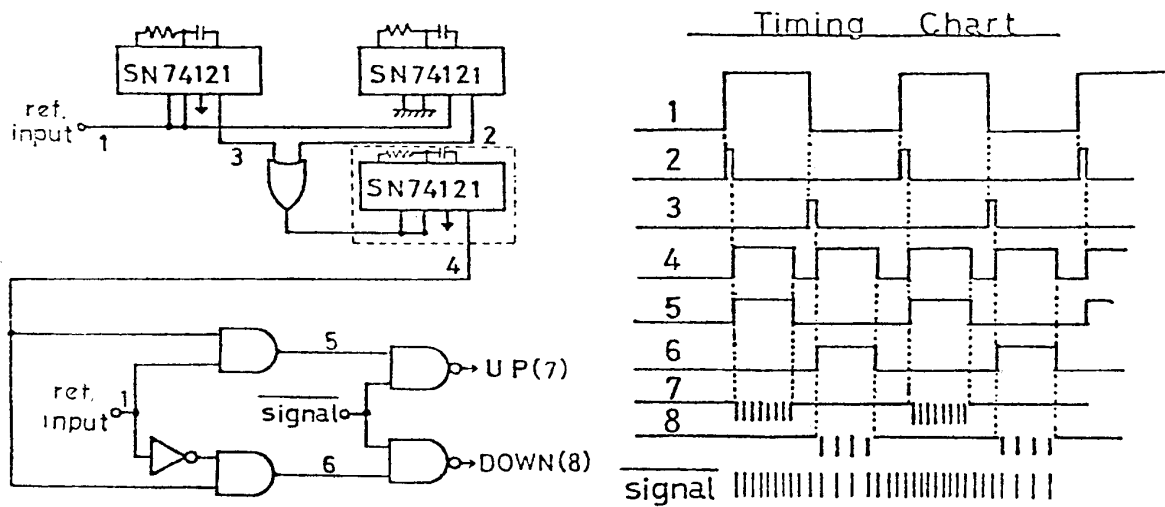 SN74121
SN74121
ref.
input
1
3
2
SN74121
4
5
UP(7)
ref.
input
1
signal
6
DOWN(8)
Timing Chart
1
2
3
4
5
6
7
8
signal